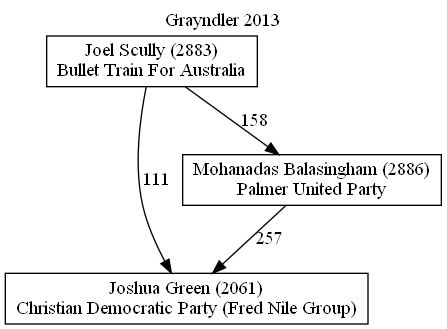 Grayndler 2013
Joel Scully (2883)
Bullet Train For Australia
158
Mohanadas Balasingham (2886)
Palmer United Party
111
257
Joshua Green (2061)
Christian Democratic Party (Fred Nile Group)